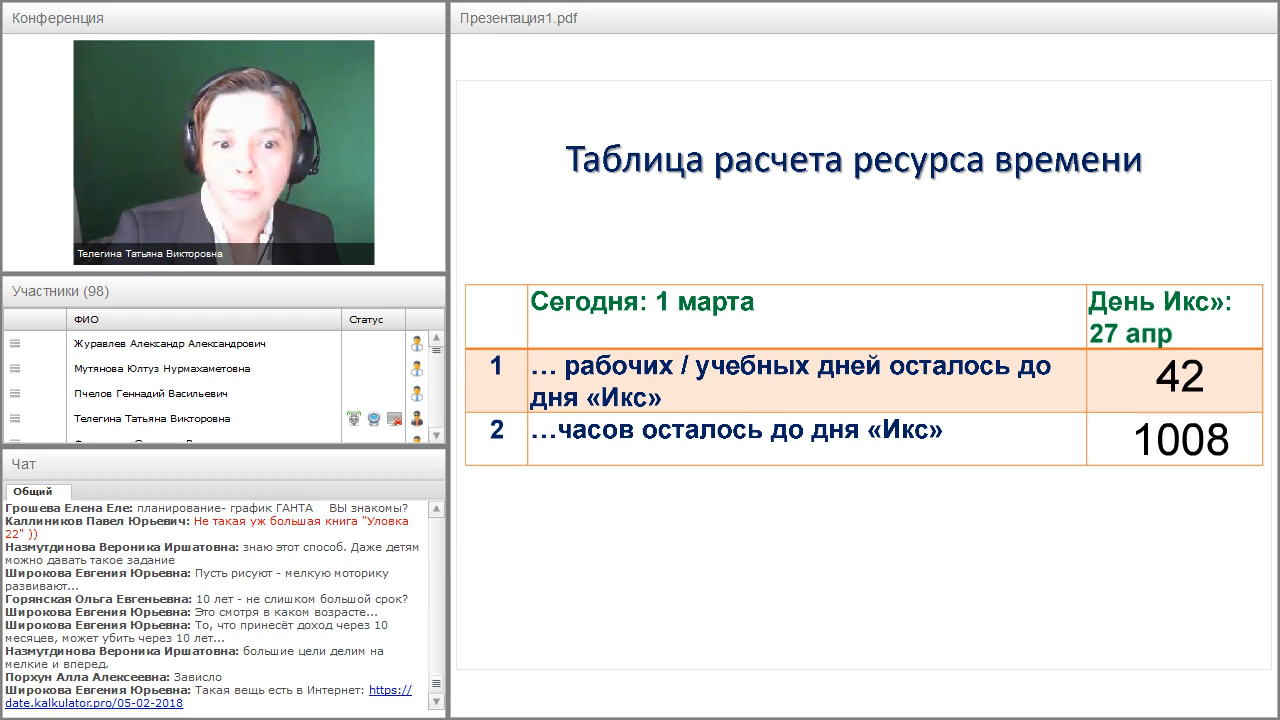 Конференция
Телегина Татьяна Викторовна
Участники (98)
ФИО Статус
Журавлев Александр Александрович
Мутянова Юлтуз Нурмахаметовна
Пчелов Геннадий Васильевич
Телегина Татьяна Викторовна
Чат
Общий
Грошева Елена Еле: планирование- график ГАНТА ВЫ знакомы?
Каллиников Павел Юрьевич: Не такая уж большая книга "Уловка
22" ))
Назмутдинова Вероника Иршатовна: знаю этот способ. Даже детям
можно давать такое задание
Широкова Евгения Юрьевна: Пусть рисуют - мелкую моторику
развивают...
Горянская Ольга Евгеньевна: 10 лет - не слишком большой срок?
Широкова Евгения Юрьевна: Это смотря в каком возрасте...
Широкова Евгения Юрьевна: То, что принесёт доход через 10
месяцев, может убить через 10 лет...
Назмутдинова Вероника Иршатовна: большие цели делим на
мелкие и вперед.
Порхун Алла Алексеевна: Зависло
Широкова Евгения Юрьевна: Такая вещь есть в Интернет: https://
date.kalkulator.pro/05-02-2018
Презентация1.pdf
Таблица расчета ресурса времени
Сегодня: 1 марта
День Икс»:
27 апр
1 … рабочих / учебных дней осталось до
дня «Икс»
42
2 …часов осталось до дня «Икс»
1008